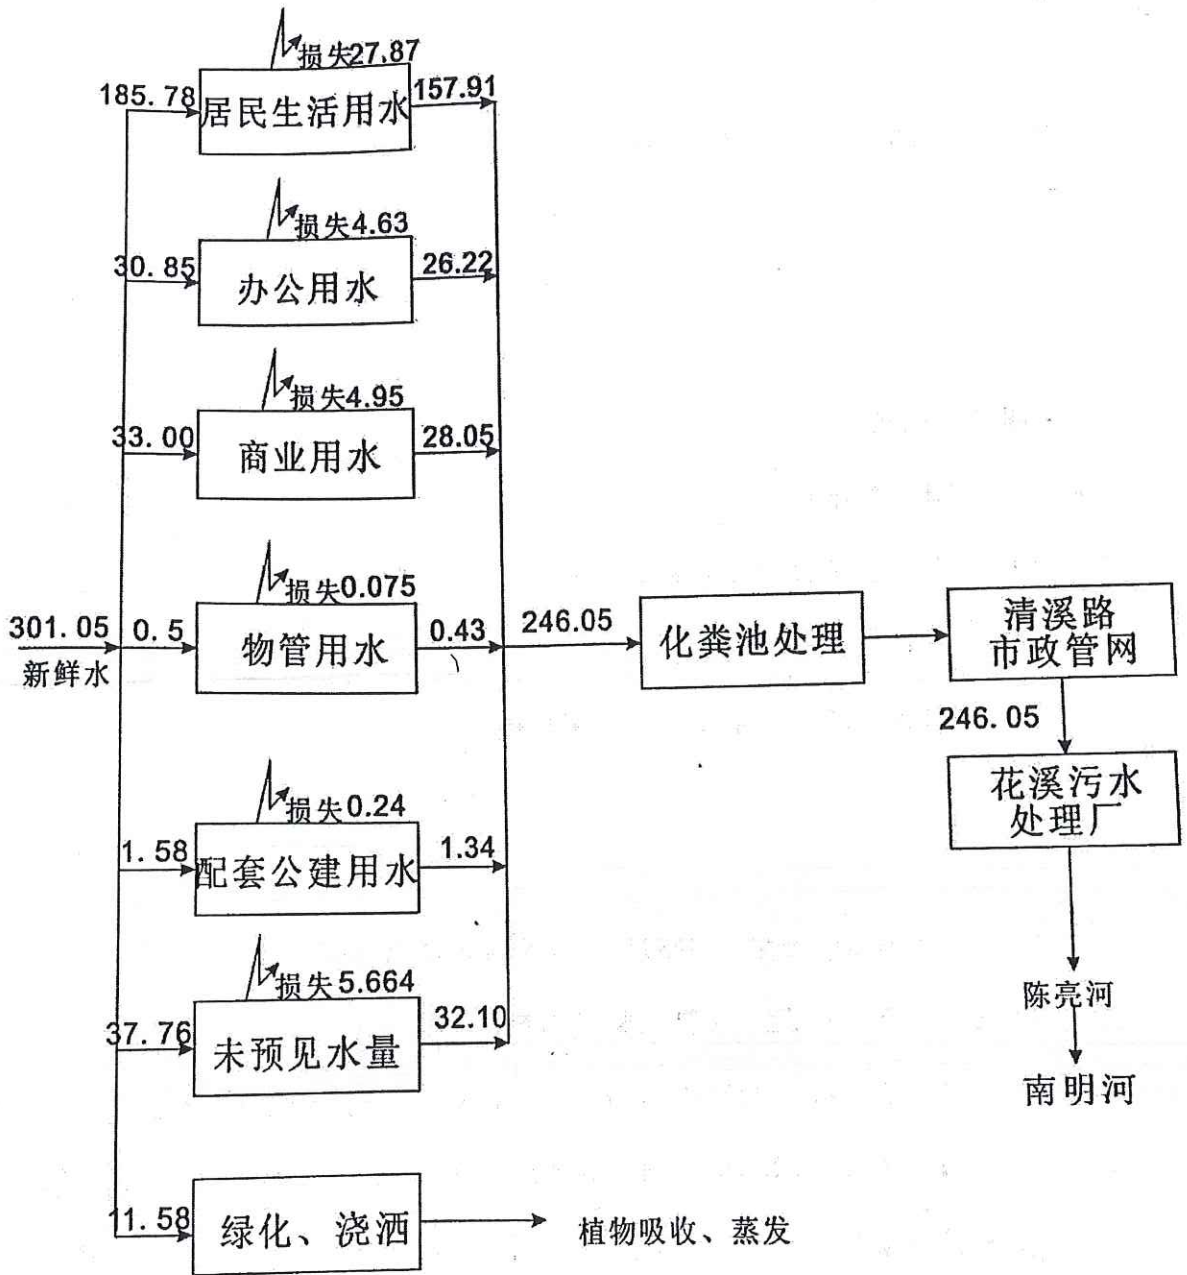 损失27.87
185.78
居民生活用水
157.91
损失4.63
30.85
办公用水
26.22
损失4.95
33.00
商业用水
28.05
损失0.075
301.05
新鲜水
0.5
物管用水
0.43
246.05
化粪池处理
清溪路
市政管网
246.05
花溪污水
处理厂
损失0.24
1.58
配套公建用水
1.34
损失5.664
37.76
未预见水量
32.10
陈亮河
南明河
11.58
绿化、浇洒
植物吸收、蒸发